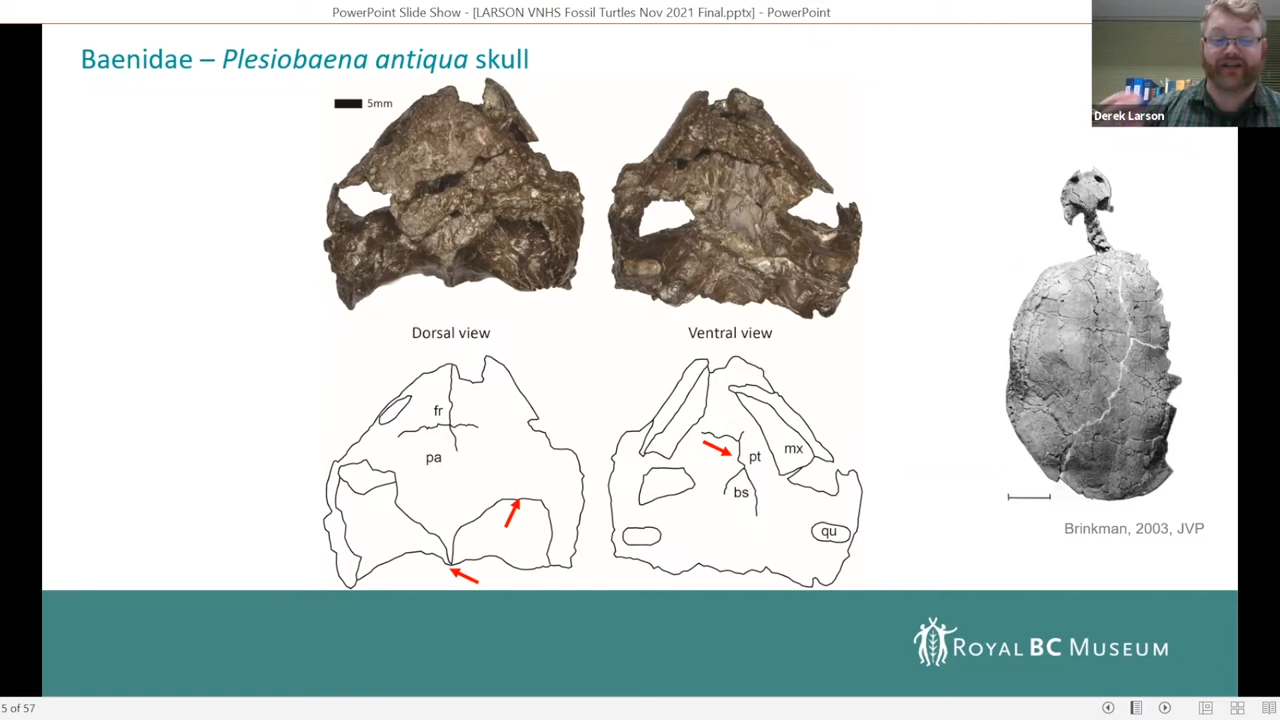 PowerPoint Slide Show - [LARSON VNHS Fossil Turtles Nov 2021 Final.pptx] - PowerPoint
Baenidae – Plesiobaena antiqua skull
5mm
Derek Larson
Dorsal view
Ventral view
fr
pa
pt
mx
bs
qu
Brinkman, 2003, JVP
ROYAL BC MUSEUM
5 of 57